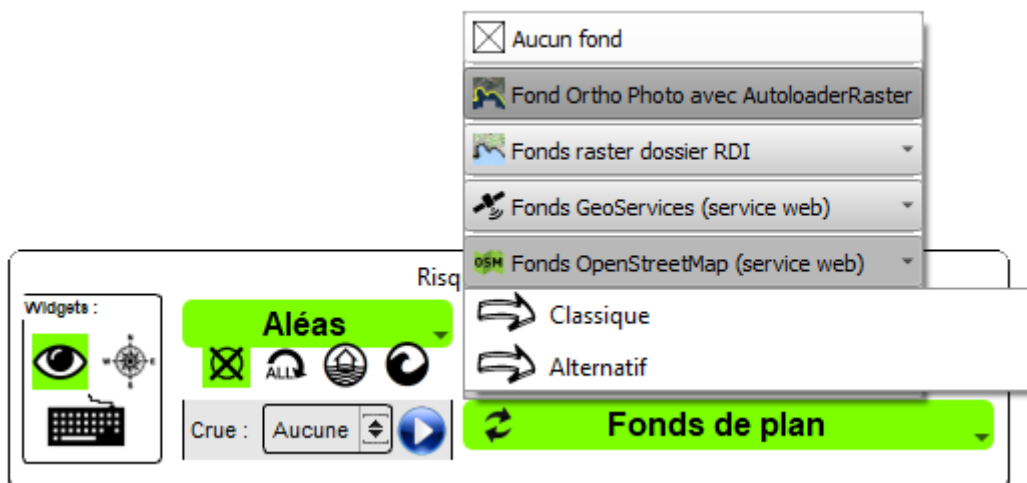 Aucun fond
Fond Ortho Photo avec AutoloaderRaster
Fonds raster dossier RDI
Fonds GeoServices (service web)
OSM Fonds OpenStreetMap (service web)
Risq
Widgets :
Aléas
Classique
ALL
Alternatif
Crue : Aucune
Fonds de plan